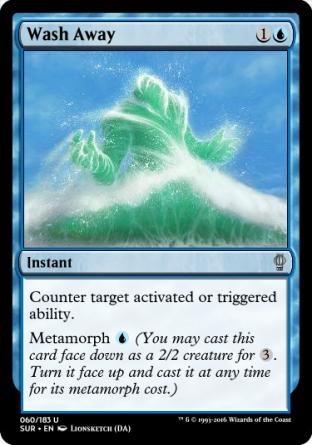 Wash Away 1
Instant
Counter target activated or triggered
ability.
Metamorph (You may cast this
card face down as a 2/2 creature for 3.
Turn it face up and cast it at any time
for its metamorph cost.)
060/183 U
SUR • EN LIONSKETCH (DA)
™ & © 1993-2016 Wizards of the Coast